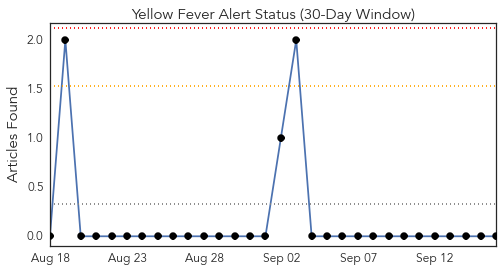 Yellow Fever Alert Status (30-Day Window)
Articles Found
2.0
1.5
1.0
0.5
0.0
Aug 18 Aug 23 Aug 28 Sep 02 Sep 07 Sep 12